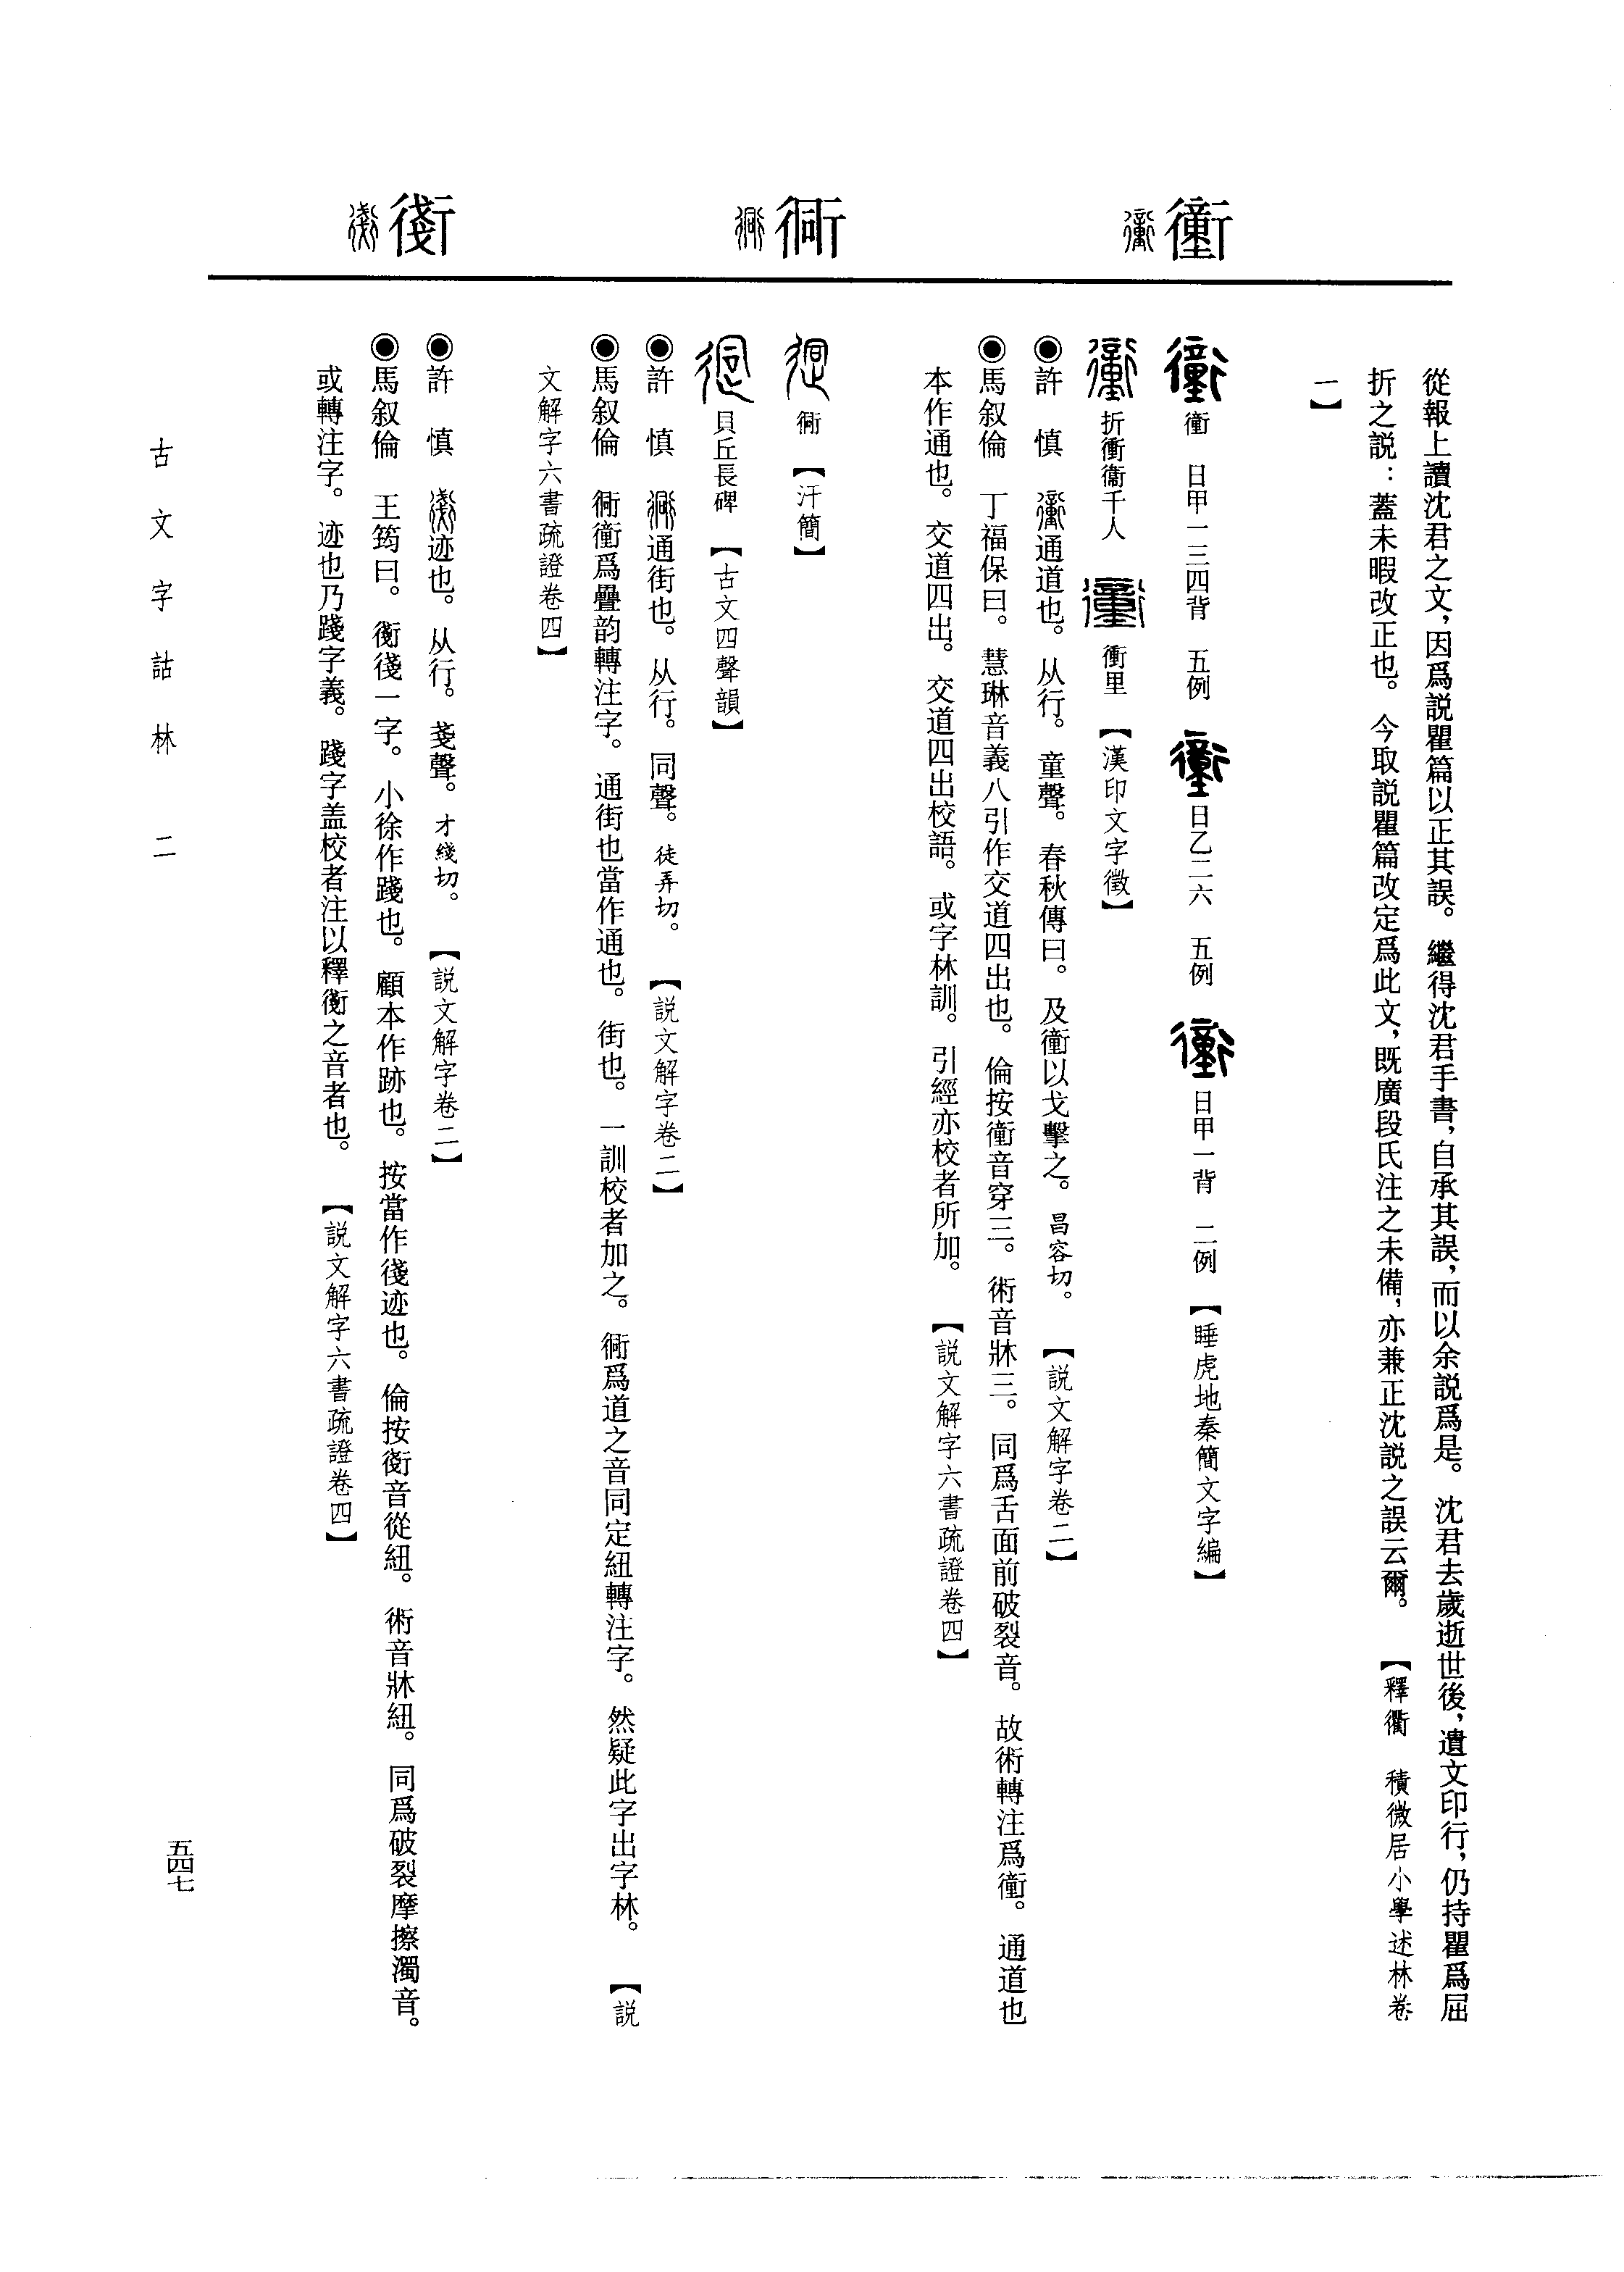 衝
衕
衠
從報上讀沈君之文，因爲説瞿篇以正其誤。繼得沈君手書，自承其誤，而以余説爲是。沈君去歲逝世後，遺文印行，仍持瞿爲屈
折之説：蓋未暇改正也。今取説瞿篇改定爲此文，既廣段氏注之未備，亦兼正沈説之誤云爾。【釋衢　積微居小學述林卷
一】
衝　日甲一三四背　五例　日乙二六　五例　日甲一背　二例　【睡虎地秦簡文字編】
折衝衞千人　衝里　【漢印文字徵】
◉許　慎　衝通道也。从行。童聲。春秋傳曰。及衝以戈擊之。昌容切。　【説文解字卷二】
◉馬叙倫　丁福保曰。慧琳音義八引作交道四出也。倫按衝音穿三。術音牀三。同爲舌面前破裂音。故術轉注爲衝。通道也
本作通也。交道四出。交道四出校語。或字林訓。引經亦校者所加。　【説文解字六書疏證卷四】
衕　【汗簡】
貝丘長碑　【古文四聲韻】
◉許　慎　衕通街也。从行。同聲。徒弄切。　【説文解字卷二】
◉馬叙倫　衕衝爲疊韵轉注字。通街也當作通也。街也。一訓校者加之。衕爲道之音同定紐轉注字。然疑此字出字林。　【説
文解字六書疏證卷四】
◉許　慎　迹也。从行。戔聲。才綫切。　【説文解字卷二】
◉馬叙倫　王筠曰。𧗸俴一字。小徐作踐也。顧本作跡也。按當作𢓝迹也。倫按𧗸音從紐。術音牀紐。同爲破裂摩擦濁音。
或轉注字。迹也乃踐字義。踐字盖校者注以釋𧗸之音者也。　【説文解字六書疏證卷四】
古文字詁林　二
五四七